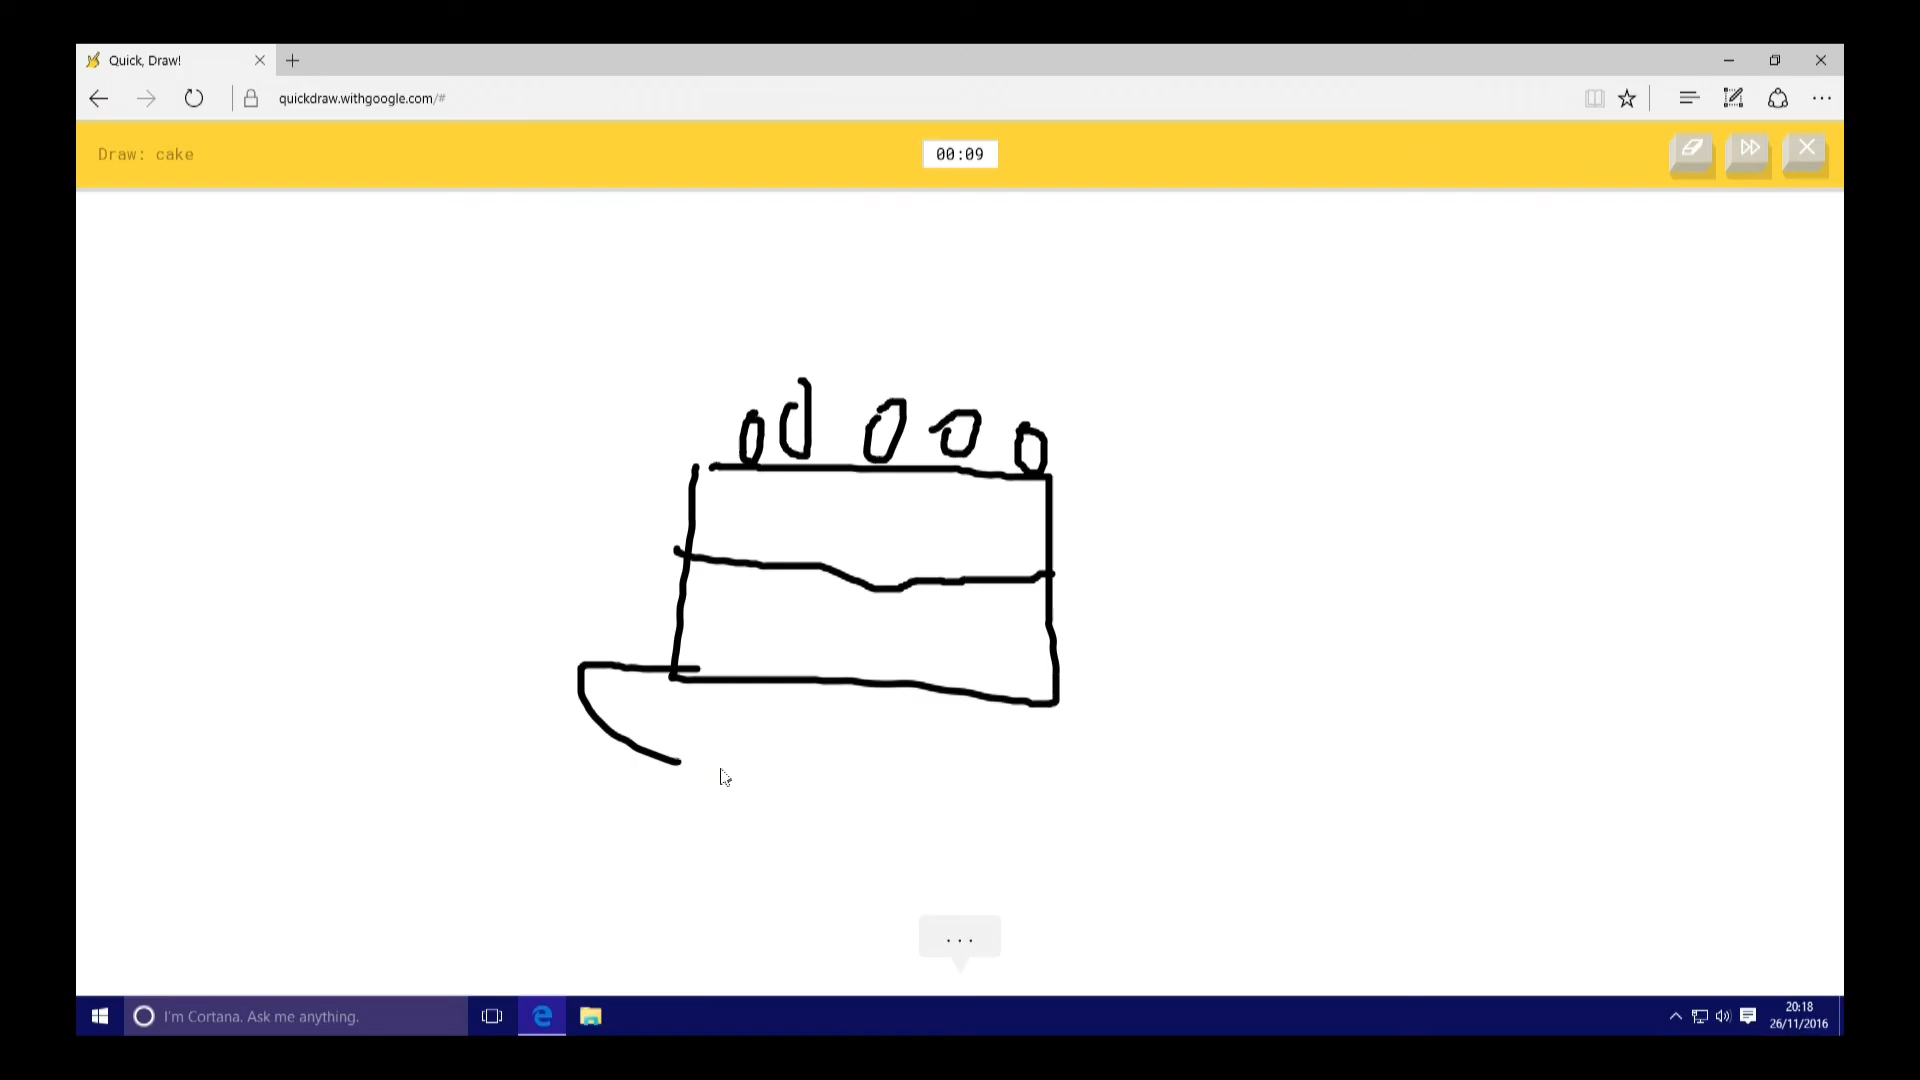 Quick, Draw!
quickdraw.withgoogle.com/#
Draw: cake
00:09
...
I'm Cortana. Ask me anything.
20:18
26/11/2016